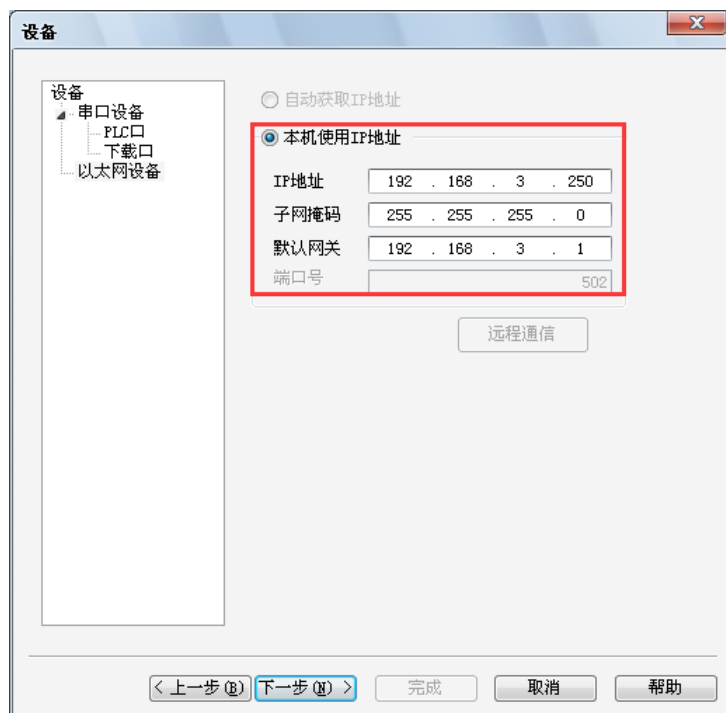 设备
设备
串口设备
PLC口
下载口
以太网设备
自动获取IP地址
本机使用IP地址
IP地址 192 . 168 . 3 . 250
子网掩码 255 . 255 . 255 . 0
默认网关 192 . 168 . 3 . 1
端口号 502
远程通信
< 上一步(B) 下一步(N) > 完成 取消 帮助